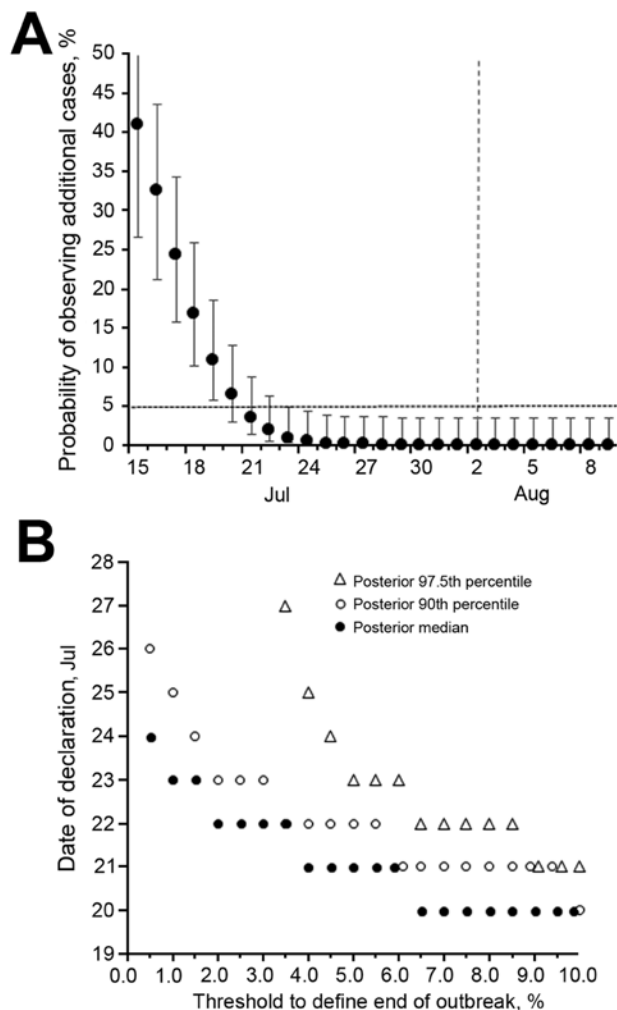 A
Probability of observing additional cases, %
50
45
40
35
30
25
20
15
10
5
0
15 18 21 24 27 30 2 5 8
Jul Aug
B
Date of declaration, Jul
28
27
26
25
24
23
22
21
20
19
Posterior 97.5th percentile
Posterior 90th percentile
Posterior median
0.0 1.0 2.0 3.0 4.0 5.0 6.0 7.0 8.0 9.0 10.0
Threshold to define end of outbreak, %